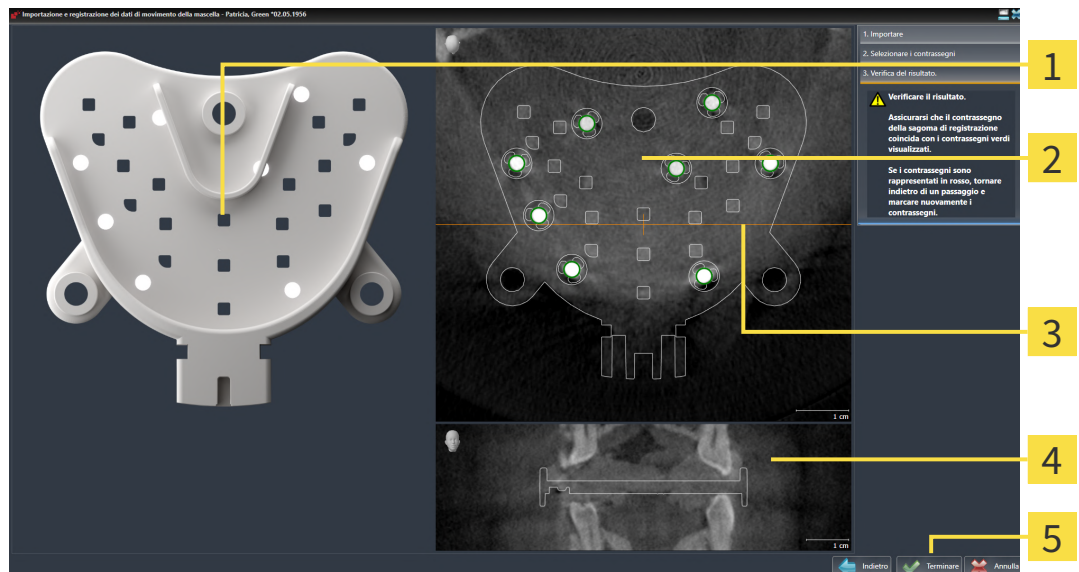 Importazione e registrazione dei dati di movimento della mascella - Patricia, Green *02.05.1956
1. Importare
2. Selezionare i contrassegni
3. Verifica del risultato.
Verificare il risultato.
Assicurarsi che il contrassegno
della sagoma di registrazione
coincida con i contrassegni verdi
visualizzati.
Se i contrassegni sono
rappresentati in rosso, tornare
indietro di un passaggio e
marcare nuovamente i
contrassegni.
1
2
3
1 cm
4
1 cm
5
Indietro
Terminare
Annulla